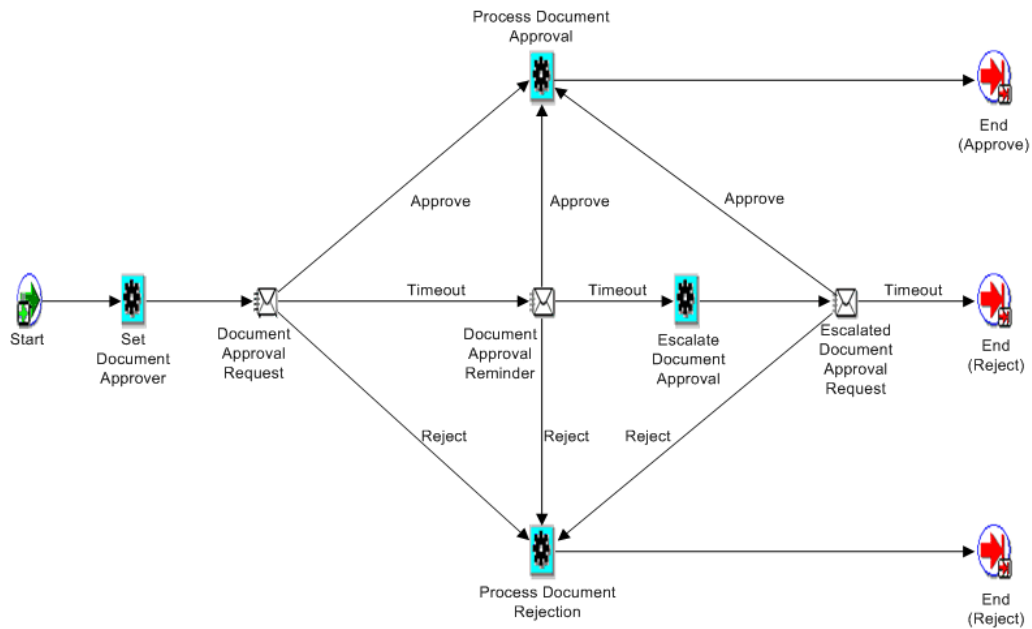 Process Document
Approval
End
(Approve)
Approve
Approve
Approve
Timeout
Timeout
Timeout
Start
Set
Document
Approver
Document
Approval
Request
Document
Approval
Reminder
Escalate
Document
Approval
Escalated
Document
Approval
Request
End
(Reject)
Reject
Reject
Reject
Process Document
Rejection
End
(Reject)